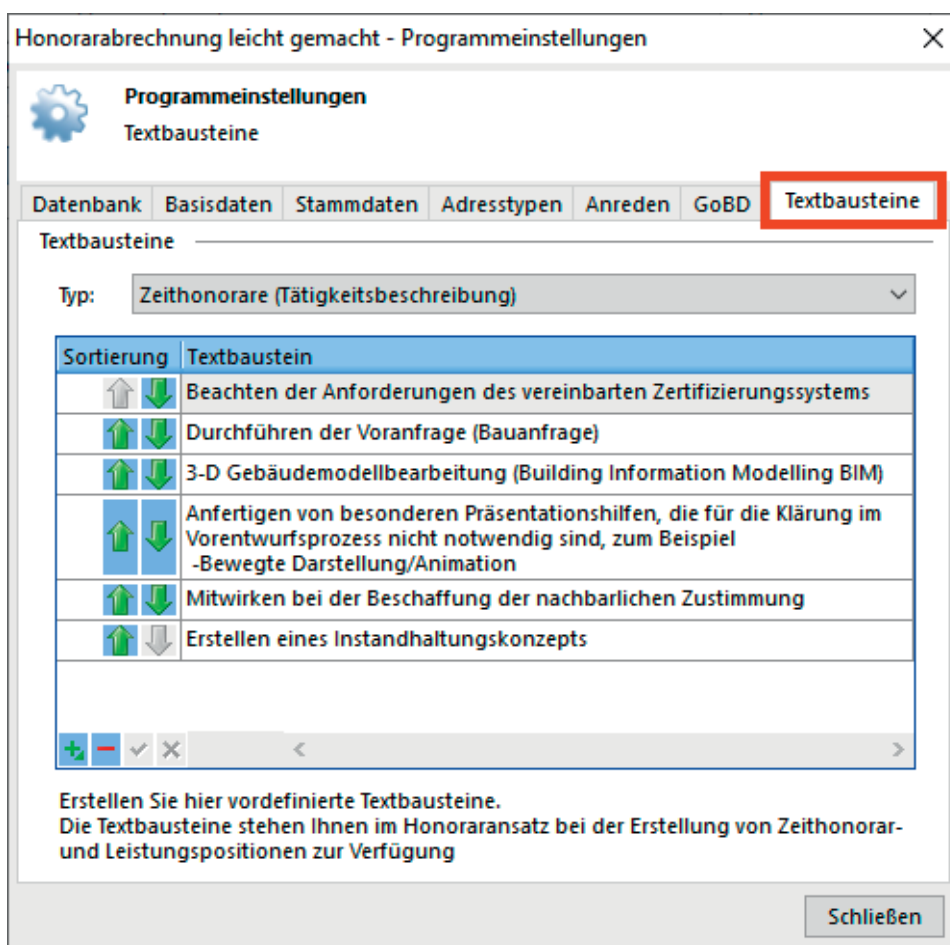 Honorarabrechnung leicht gemacht - Programmeinstellungen
Programmeinstellungen
Textbausteine
Datenbank Basisdaten Stammdaten Adresstypen Anreden GoBD Textbausteine
Textbausteine
Typ: Zeithonorare (Tätigkeitsbeschreibung)
Sortierung Textbaustein
Beachten der Anforderungen des vereinbarten Zertifizierungssystems
Durchführen der Voranfrage (Bauanfrage)
3-D Gebäudemodellbearbeitung (Building Information Modelling BIM)
Anfertigen von besonderen Präsentationshilfen, die für die Klärung im
Vorentwurfsprozess nicht notwendig sind, zum Beispiel
-Bewegte Darstellung/Animation
Mitwirken bei der Beschaffung der nachbarlichen Zustimmung
Erstellen eines Instandhaltungskonzepts
Erstellen Sie hier vordefinierte Textbausteine.
Die Textbausteine stehen Ihnen im Honoraransatz bei der Erstellung von Zeithonorar-
und Leistungspositionen zur Verfügung
Schließen